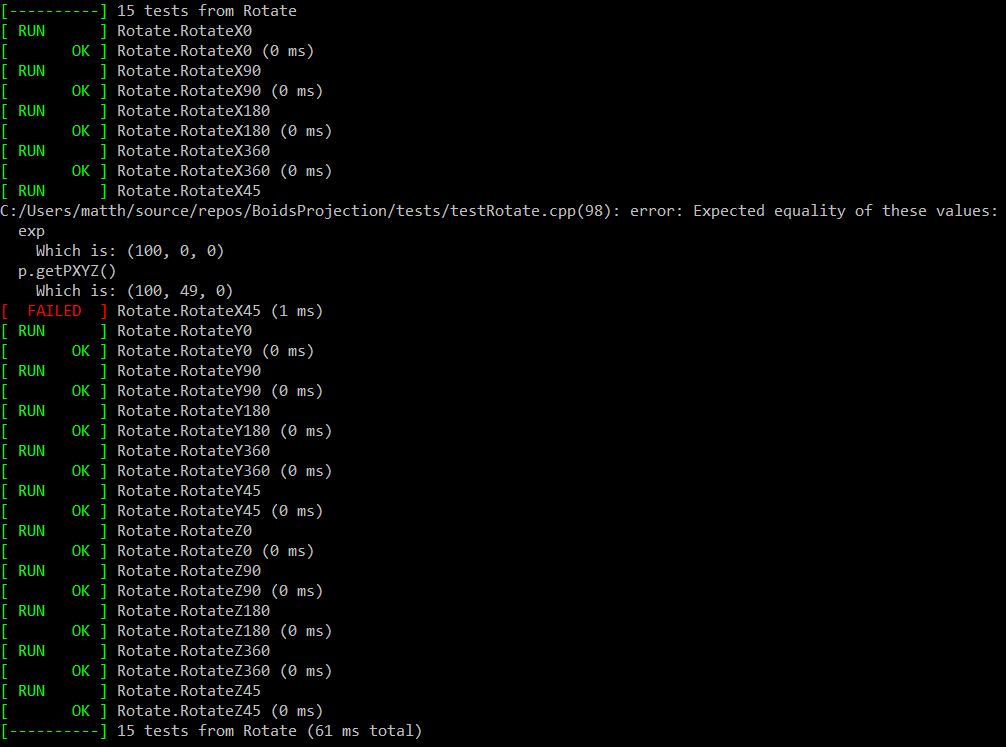 [----------] 15 tests from Rotate
[ RUN      ] Rotate.RotateX0
[       OK ] Rotate.RotateX0 (0 ms)
[ RUN      ] Rotate.RotateX90
[       OK ] Rotate.RotateX90 (0 ms)
[ RUN      ] Rotate.RotateX180
[       OK ] Rotate.RotateX180 (0 ms)
[ RUN      ] Rotate.RotateX360
[       OK ] Rotate.RotateX360 (0 ms)
[ RUN      ] Rotate.RotateX45
C:/Users/matth/source/repos/BoidsProjection/tests/testRotate.cpp(98): error: Expected equality of these values:
  exp
    Which is: (100, 0, 0)
  p.getPXYZ()
    Which is: (100, 49, 0)
[  FAILED  ] Rotate.RotateX45 (1 ms)
[ RUN      ] Rotate.RotateY0
[       OK ] Rotate.RotateY0 (0 ms)
[ RUN      ] Rotate.RotateY90
[       OK ] Rotate.RotateY90 (0 ms)
[ RUN      ] Rotate.RotateY180
[       OK ] Rotate.RotateY180 (0 ms)
[ RUN      ] Rotate.RotateY360
[       OK ] Rotate.RotateY360 (0 ms)
[ RUN      ] Rotate.RotateY45
[       OK ] Rotate.RotateY45 (0 ms)
[ RUN      ] Rotate.RotateZ0
[       OK ] Rotate.RotateZ0 (0 ms)
[ RUN      ] Rotate.RotateZ90
[       OK ] Rotate.RotateZ90 (0 ms)
[ RUN      ] Rotate.RotateZ180
[       OK ] Rotate.RotateZ180 (0 ms)
[ RUN      ] Rotate.RotateZ360
[       OK ] Rotate.RotateZ360 (0 ms)
[ RUN      ] Rotate.RotateZ45
[       OK ] Rotate.RotateZ45 (0 ms)
[----------] 15 tests from Rotate (61 ms total)